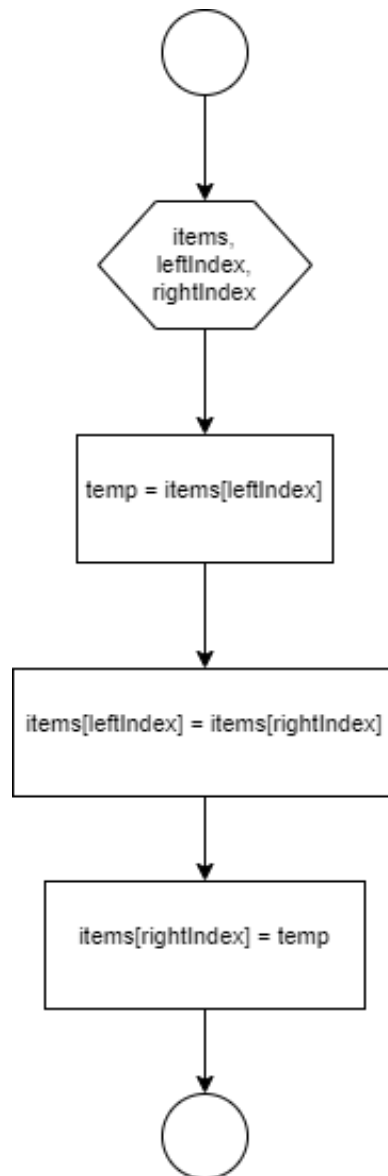 items,
leftIndex,
rightIndex
temp = items[leftIndex]
items[leftIndex] = items[rightIndex]
items[rightIndex] = temp